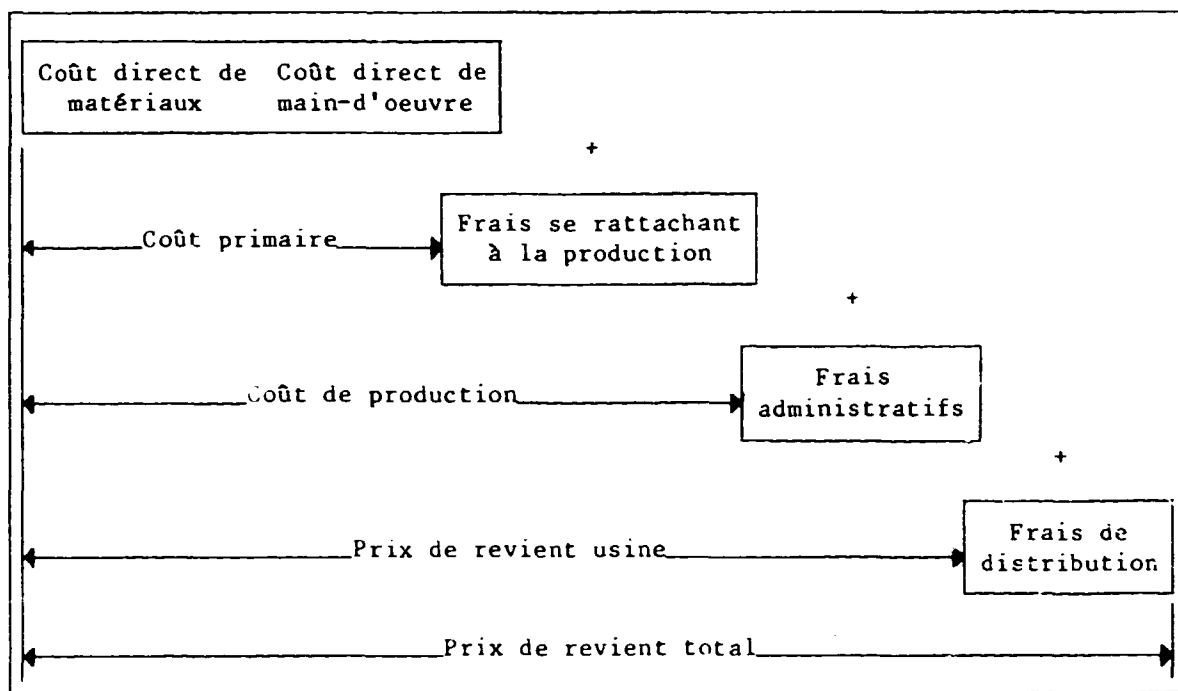 Coût direct de Coût direct de
matériaux main-d'oeuvre
+
Frais se rattachant
à la production
Coût primaire
+
Frais
administratifs
Coût de production
+
Frais de
distribution
Prix de revient usine
Prix de revient total